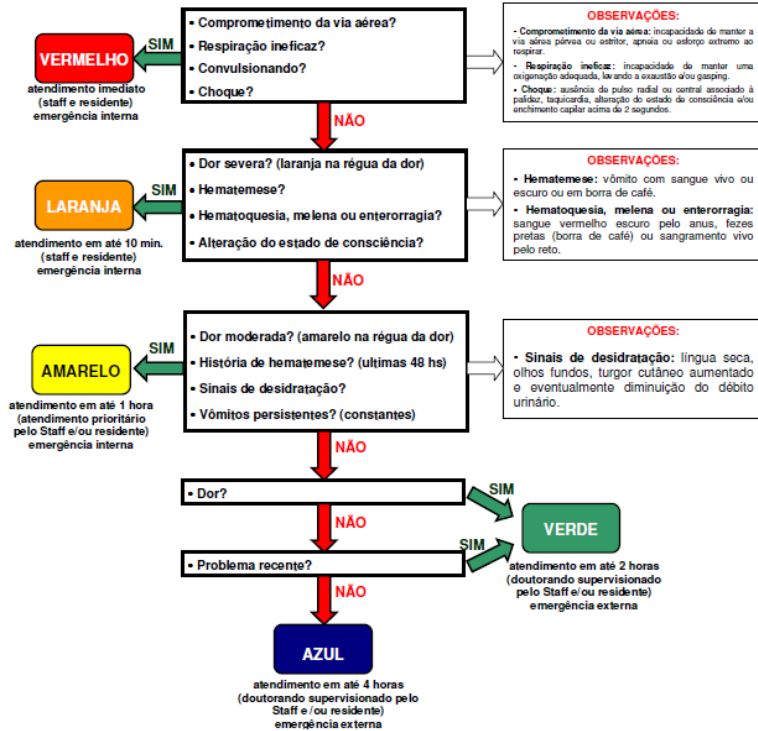 • Comprometimento da via aérea?
• Respiração ineficaz?
• Convulsionando?
• Choque?
SIM
VERMELHO
atendimento imediato
(staff e residente)
emergência interna
OBSERVAÇÕES:
• Comprometimento da via aérea: incapacidade de manter a
via aérea pérvea ou estritor, apneia ou esforço extremo ao
respirar.
• Respiração ineficaz: incapacidade de manter uma
oxigenação adequada, levando a exaustão e/ou gasping.
• Choque: ausência de pulso radial ou central associado à
palidez, taquicardia, alteração do estado de consciência e/ou
enchimento capilar acima de 2 segundos.
NÃO
• Dor severa? (laranja na régua da dor)
• Hematemese?
• Hematoquesia, melena ou enterorragia?
• Alteração do estado de consciência?
SIM
LARANJA
atendimento em até 10 min.
(staff e residente)
emergência interna
OBSERVAÇÕES:
• Hematemese: vômito com sangue vivo ou
escuro ou em borra de café.
• Hematoquesia, melena ou enterorragia:
sangue vermelho escuro pelo anus, fezes
pretas (borra de café) ou sangramento vivo
pelo reto.
NÃO
• Dor moderada? (amarelo na régua da dor)
• História de hematemese? (ultimas 48 hs)
• Sinais de desidratação?
• Vômitos persistentes? (constantes)
SIM
AMARELO
atendimento em até 1 hora
(atendimento prioritário
pelo Staff e/ou residente)
emergência interna
OBSERVAÇÕES:
• Sinais de desidratação: língua seca,
olhos fundos, turgor cutâneo aumentado
e eventualmente diminuição do débito
urinário.
NÃO
• Dor?
SIM
NÃO
VERDE
atendimento em até 2 horas
(doutorando supervisionado
pelo Staff e/ou residente)
emergência externa
SIM
• Problema recente?
NÃO
AZUL
atendimento em até 4 horas
(doutorando supervisionado pelo
Staff e /ou residente)
emergência externa